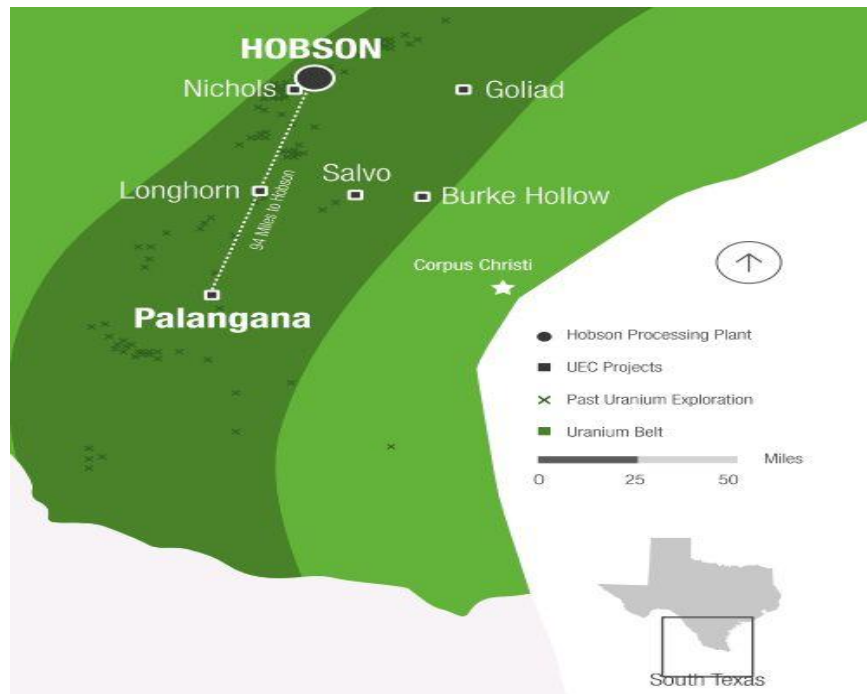 HOBSON
Nichols
Goliad
Longhorn
94 Miles to Hobson
Salvo
Burke Hollow
Corpus Christi
Palangana
Hobson Processing Plant
UEC Projects
Past Uranium Exploration
Uranium Belt
Miles
0 25 50
South Texas